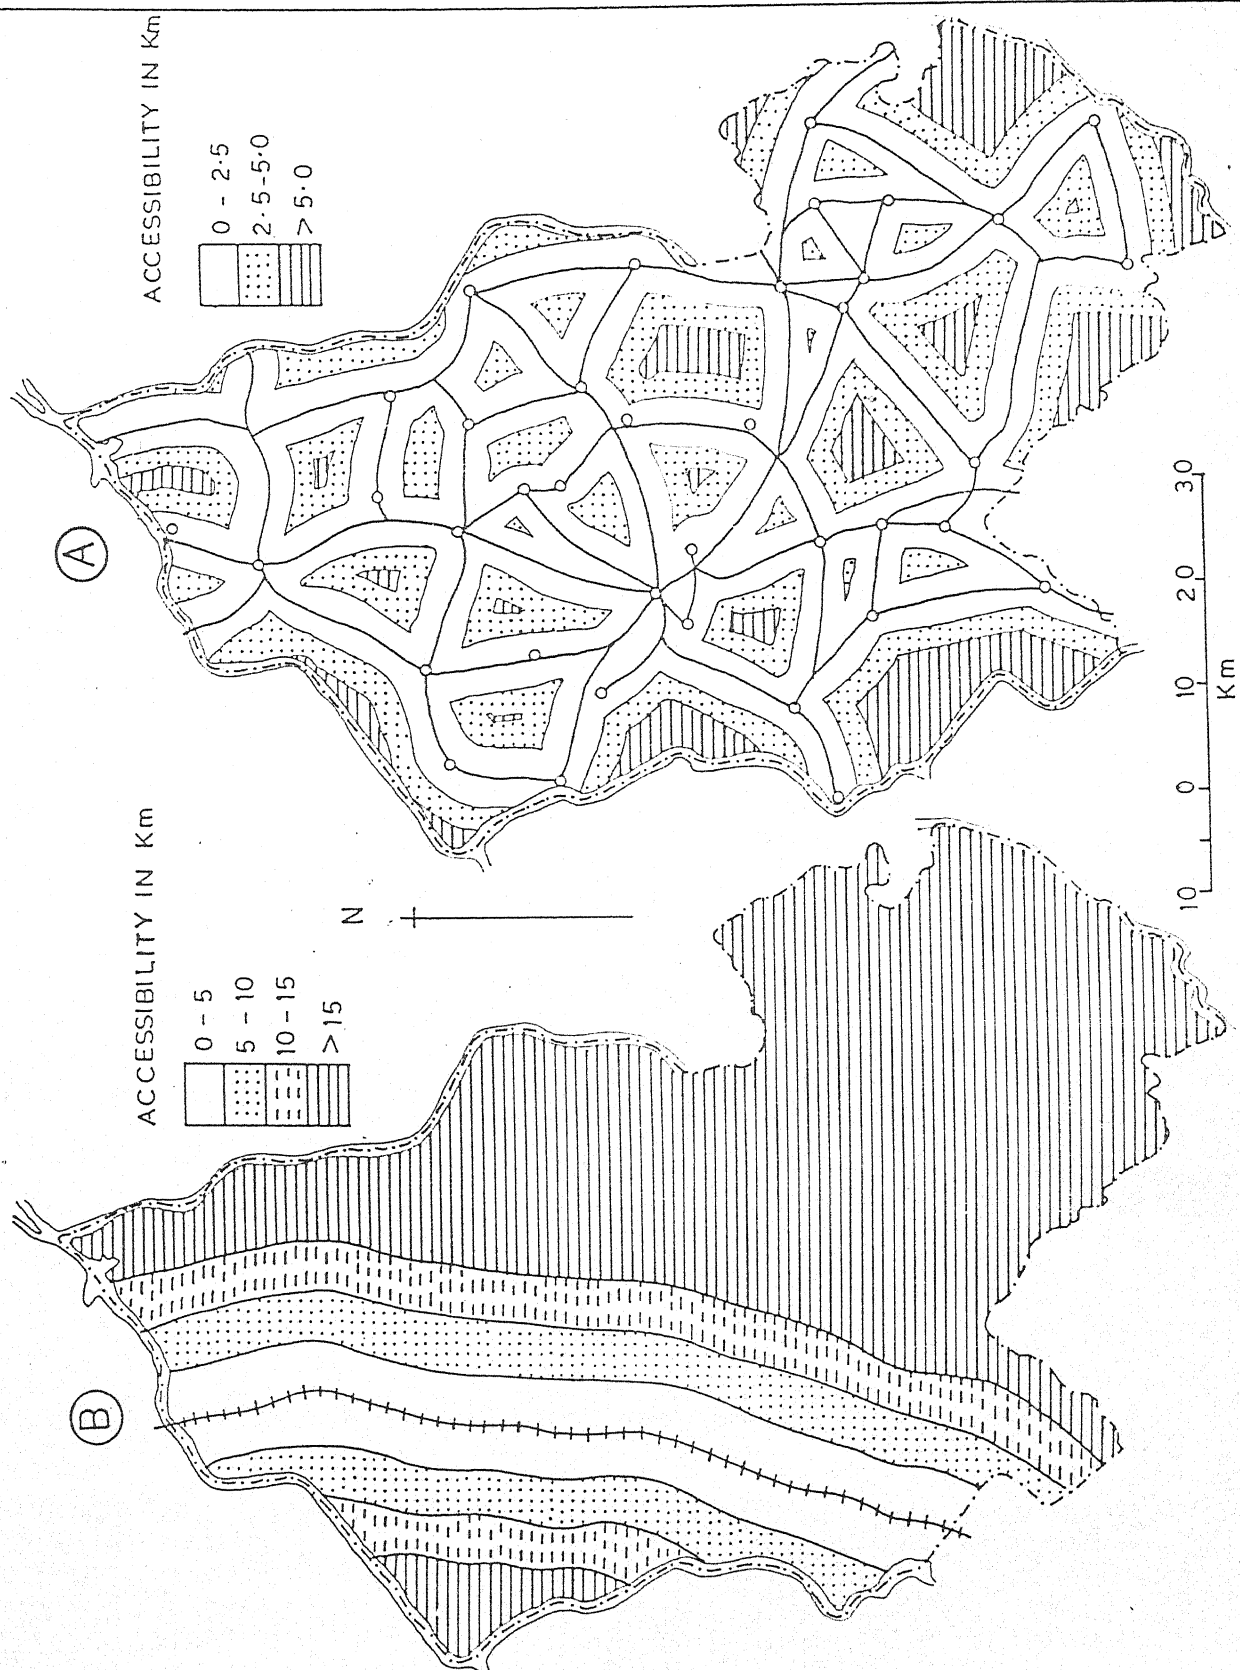 A
ACCESSIBILITY IN Km
0 - 2·5
2·5-5·0
>5·0
B
ACCESSIBILITY IN Km
0 - 5
5 - 10
10 - 15
>15
N
10 0 10 20 30
Km